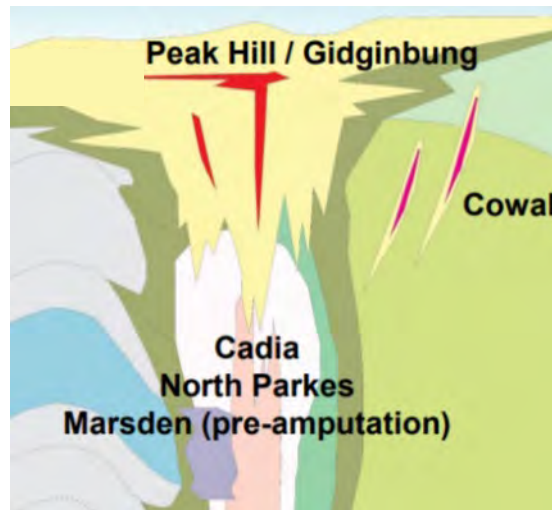 Peak Hill / Gidginbung
Cowal
Cadia
North Parkes
Marsden (pre-amputation)